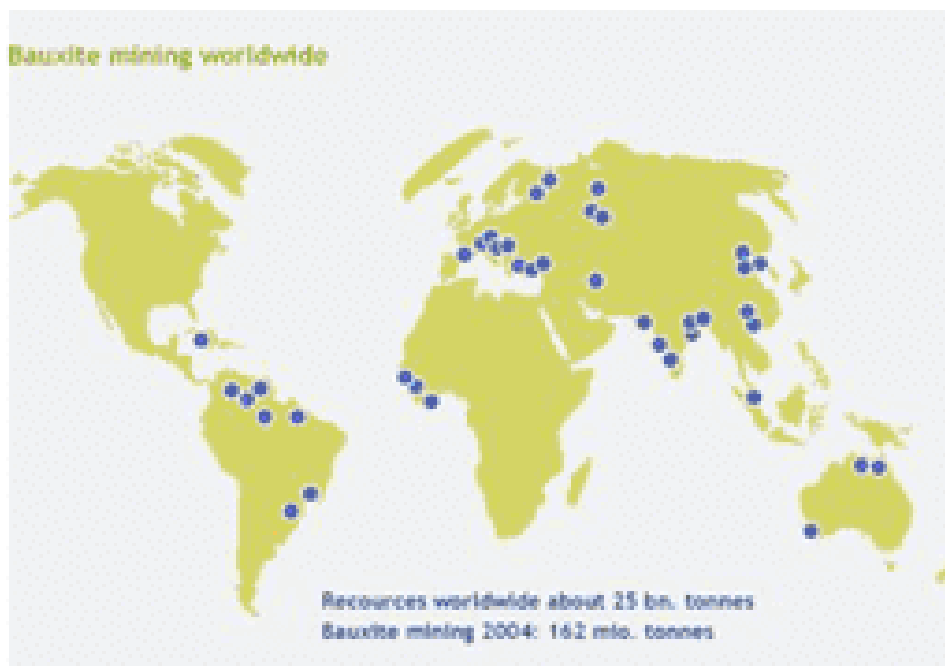 Bauxite mining worldwide
Recources worldwide about 25 bn. tonnes
Bauxite mining 2004: 162 mio. tonnes